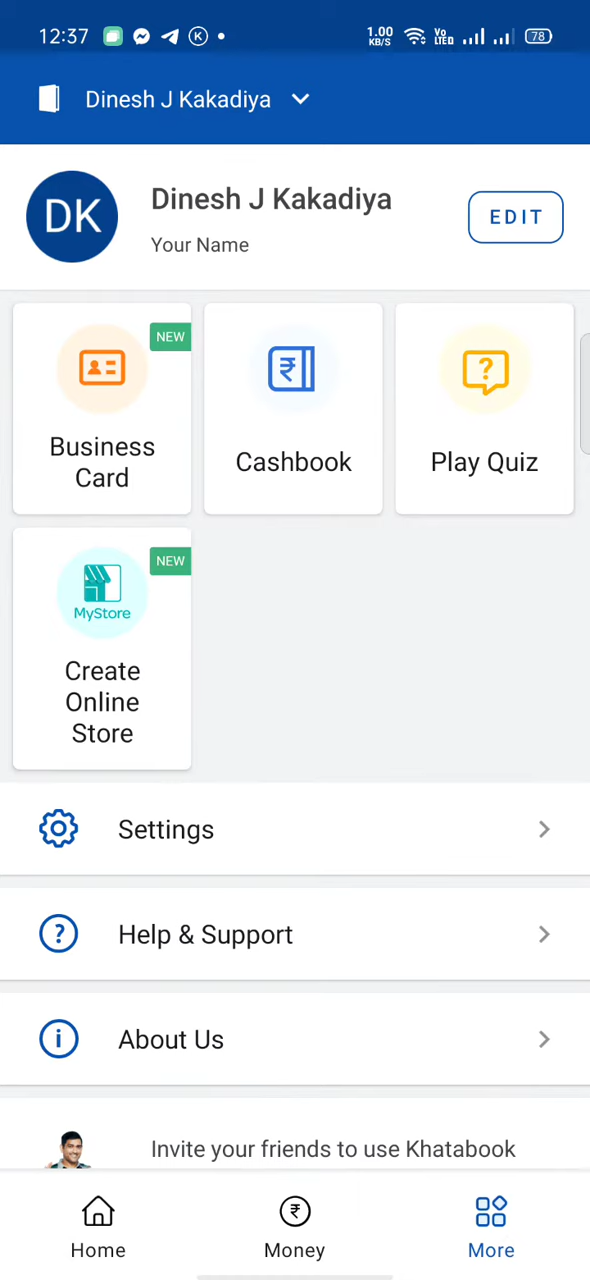 12:37
K
1.00
KB/S
Vo
LTE
78
Dinesh J Kakadiya
DK
Dinesh J Kakadiya
Your Name
EDIT
NEW
Business
Card
₹
Cashbook
?
Play Quiz
NEW
MyStore
Create
Online
Store
Settings
?
Help & Support
i
About Us
Invite your friends to use Khatabook
Home
₹
Money
More